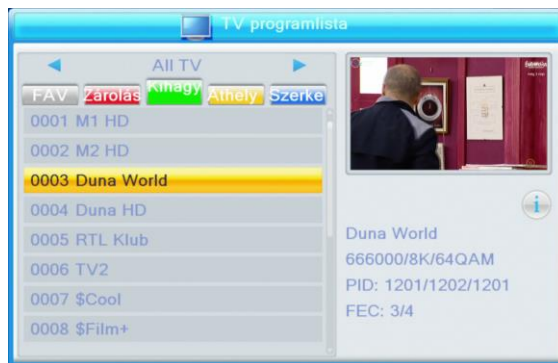 TV programlista
All TV
FAV Zárolás Kihagy Áthely Szerke
0001 M1 HD
0002 M2 HD
0003 Duna World
0004 Duna HD
0005 RTL Klub
0006 TV2
0007 $Cool
0008 $Film+
Duna World
666000/8K/64QAM
PID: 1201/1202/1201
FEC: 3/4